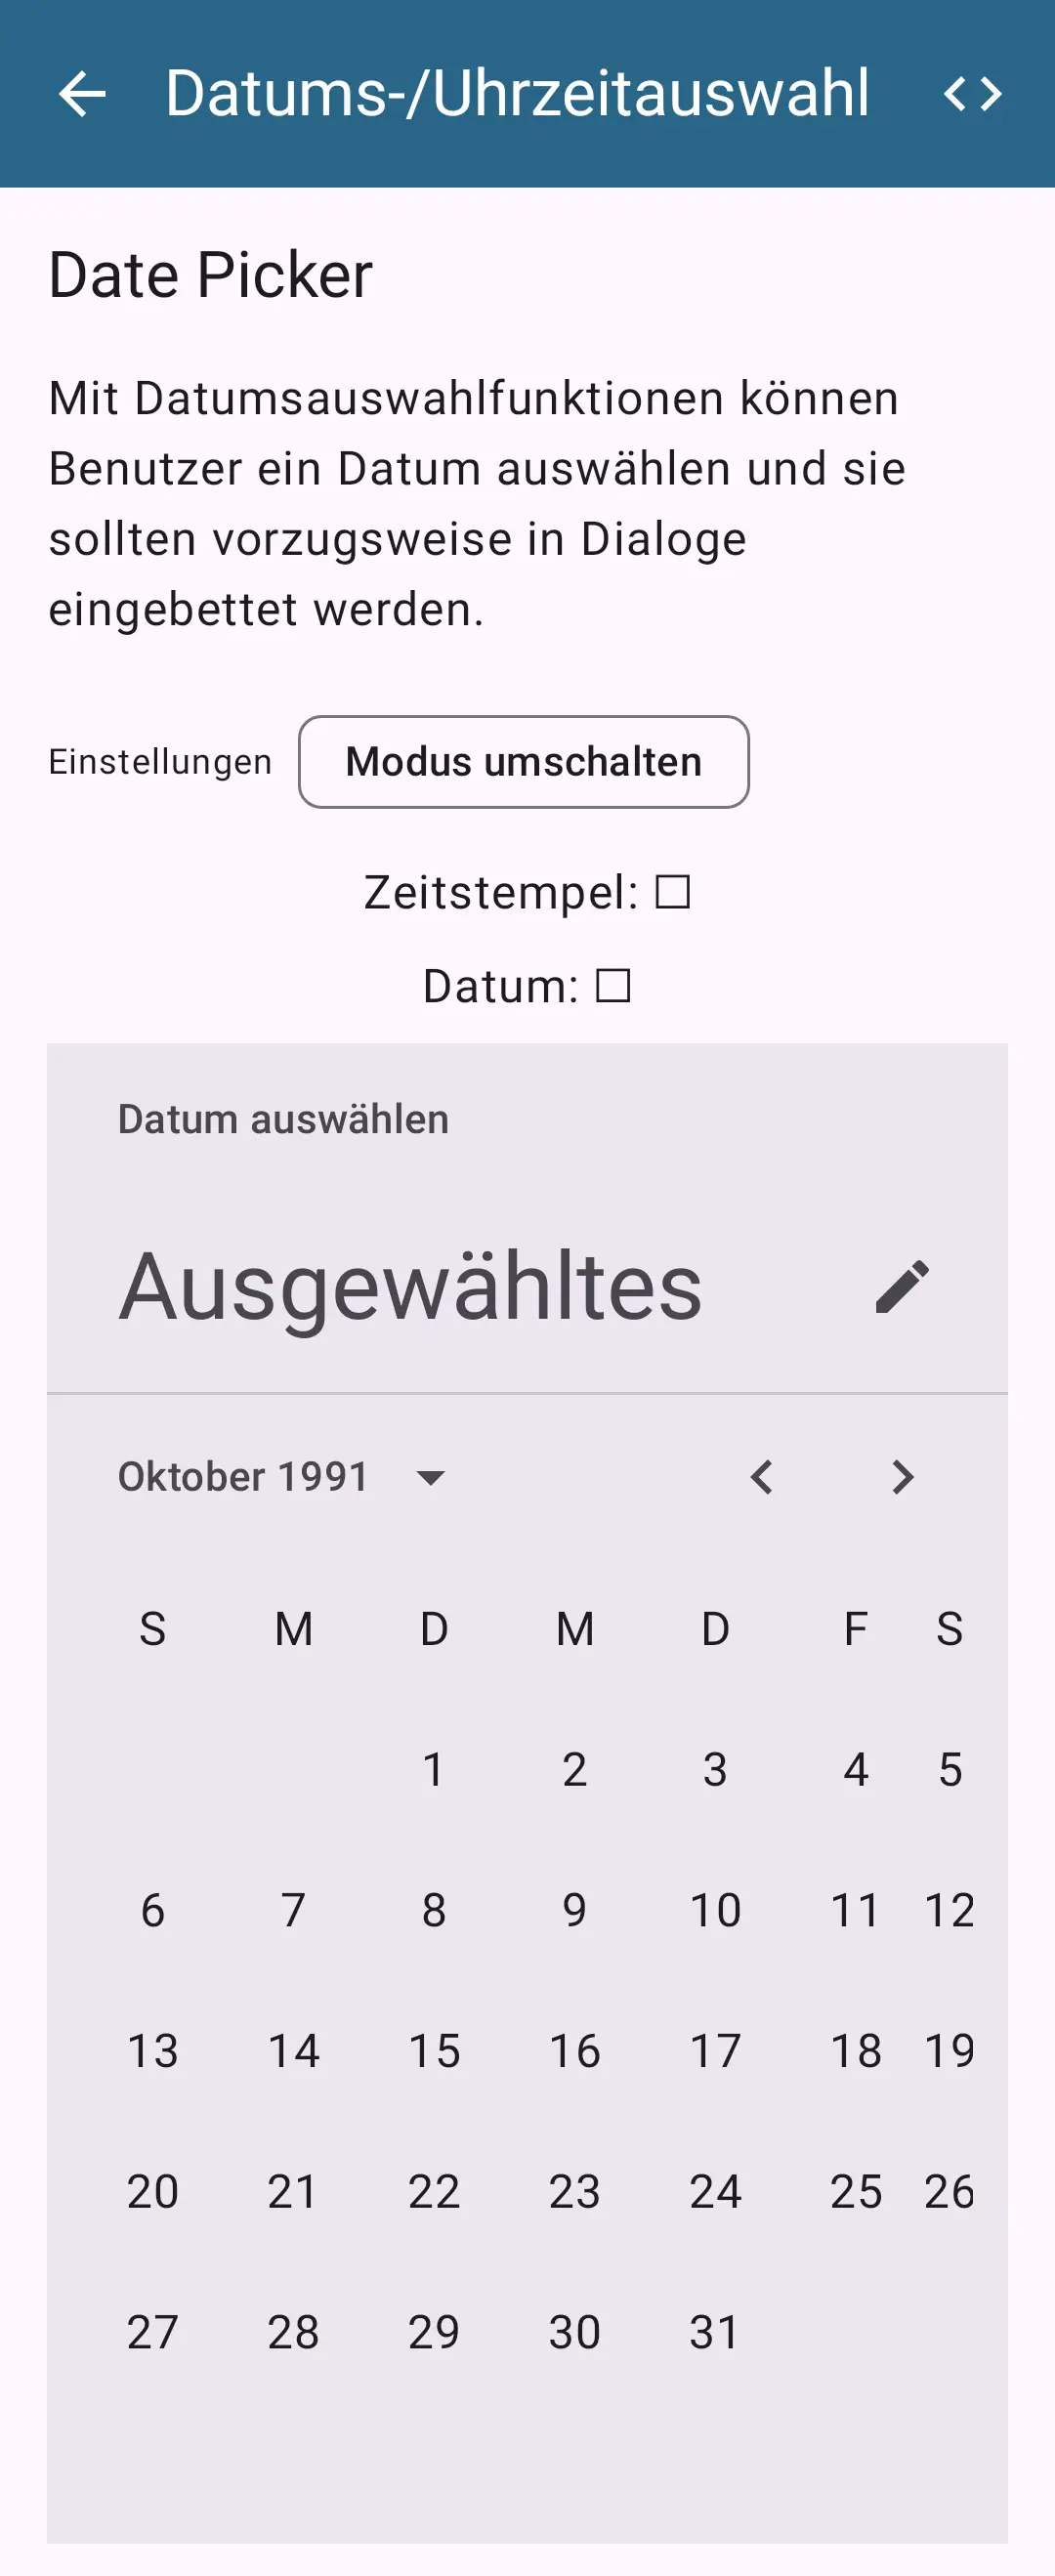 Datums-/Uhrzeitauswahl
Date Picker
Mit Datumsauswahlfunktionen können
Benutzer ein Datum auswählen und sie
sollten vorzugsweise in Dialoge
eingebettet werden.
Einstellungen Modus umschalten
Zeitstempel: □
Datum: □
Datum auswählen
Ausgewähltes
Oktober 1991
S M D M D F S
1 2 3 4 5
6 7 8 9 10 11 12
13 14 15 16 17 18 19
20 21 22 23 24 25 26
27 28 29 30 31